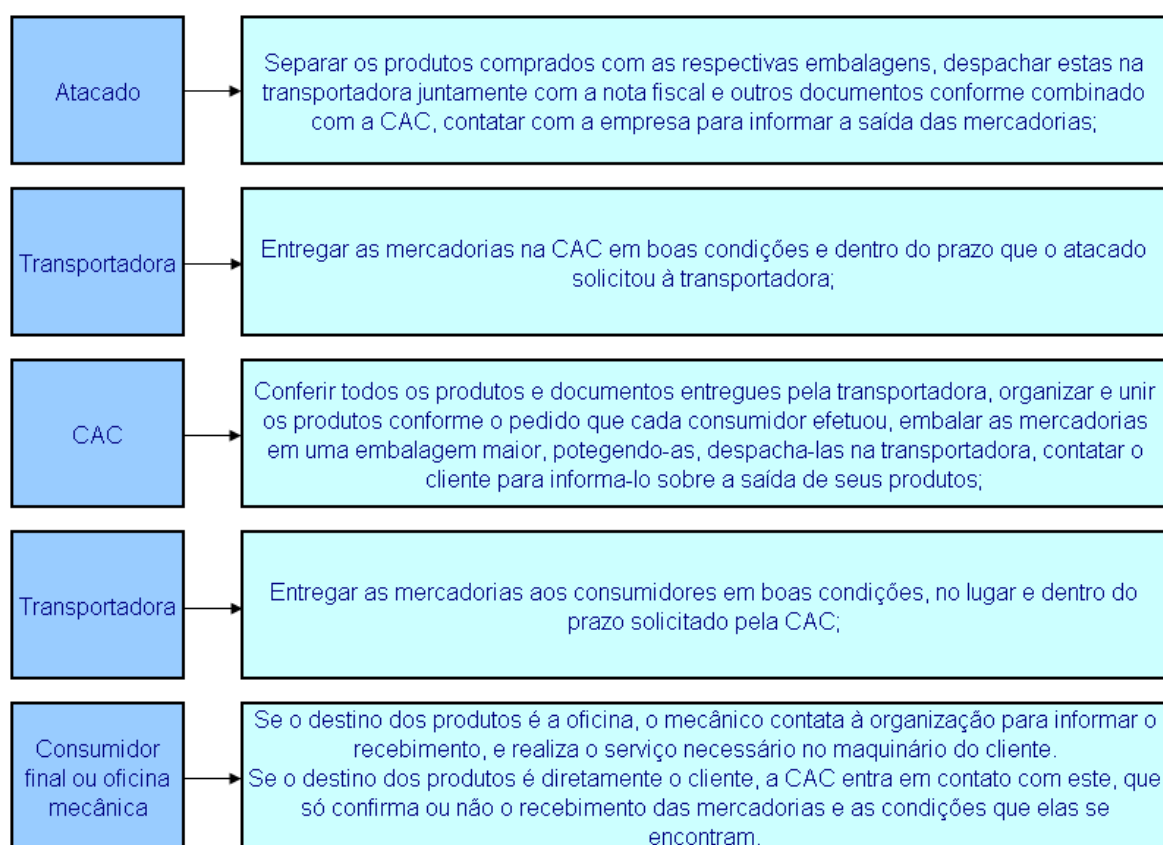 Atacado
Separar os produtos comprados com as respectivas embalagens, despachar estas na
transportadora juntamente com a nota fiscal e outros documentos conforme combinado
com a CAC, contatar com a empresa para informar a saída das mercadorias;
Transportadora
Entregar as mercadorias na CAC em boas condições e dentro do prazo que o atacado
solicitou à transportadora;
CAC
Conferir todos os produtos e documentos entregues pela transportadora, organizar e unir
os produtos conforme o pedido que cada consumidor efetuou, embalar as mercadorias
em uma embalagem maior, potegendo-as, despacha-las na transportadora, contatar o
cliente para informa-lo sobre a saída de seus produtos;
Transportadora
Entregar as mercadorias aos consumidores em boas condições, no lugar e dentro do
prazo solicitado pela CAC;
Consumidor
final ou oficina
mecânica
Se o destino dos produtos é a oficina, o mecânico contata à organização para informar o
recebimento, e realiza o serviço necessário no maquinário do cliente.
Se o destino dos produtos é diretamente o cliente, a CAC entra em contato com este, que
só confirma ou não o recebimento das mercadorias e as condições que elas se
encontram.